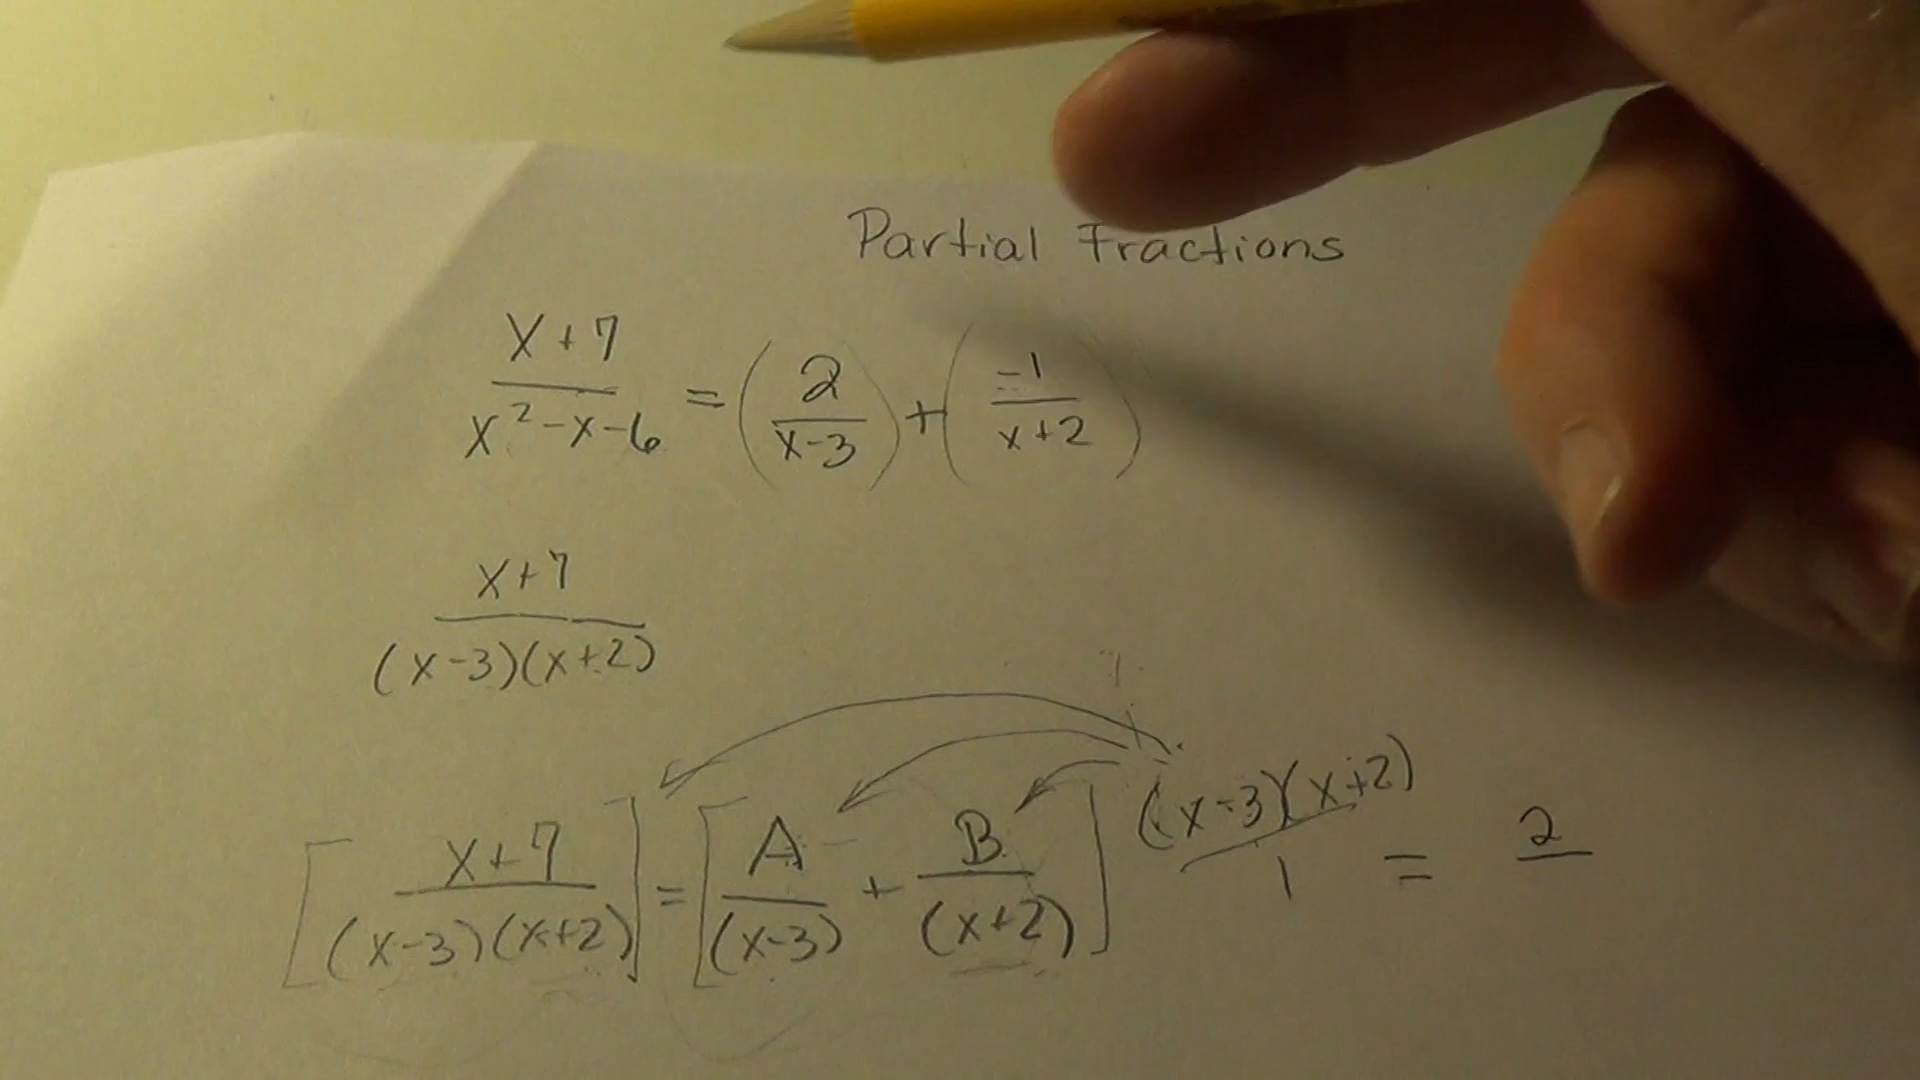 Partial Fractions
x+7 / x²-x-6 = (2 / x-3) + (-1 / x+2)
x+7 / (x-3)(x+2)
[x+7 / (x-3)(x+2)] = [A / (x-3) + B / (x+2)] (x-3)(x+2) / 1 = 2 /